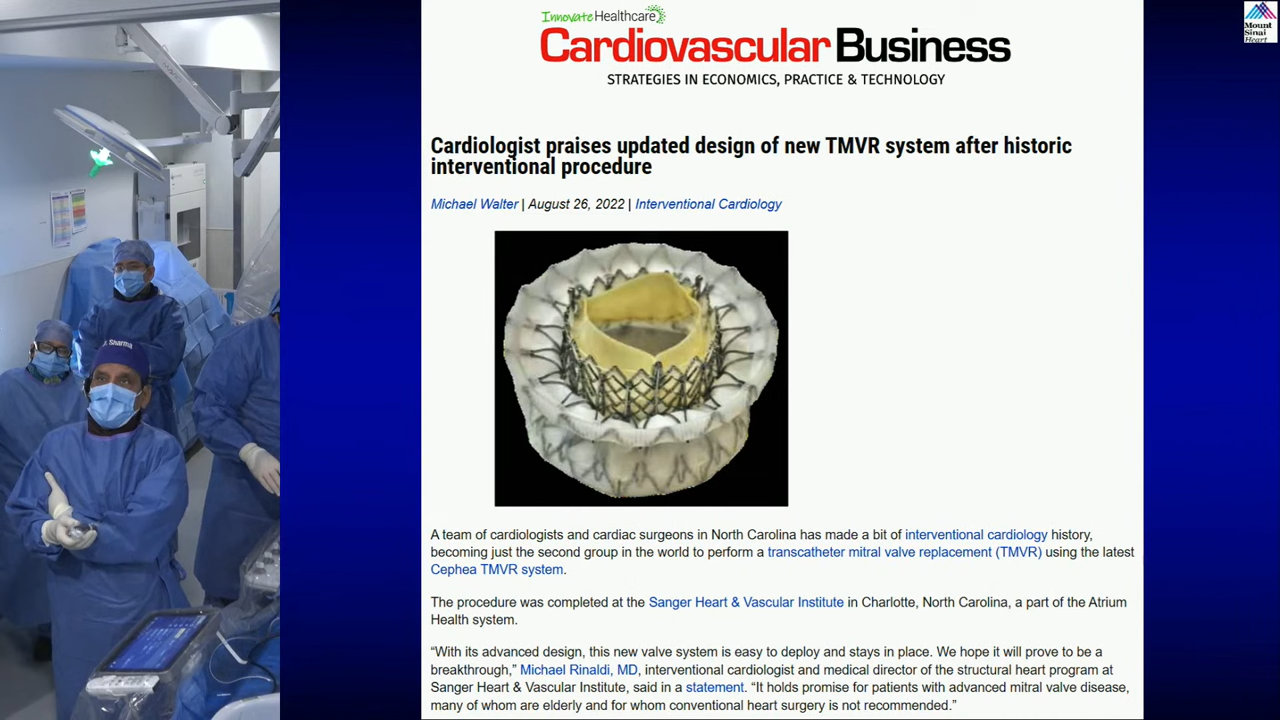 InnovateHealthcare
Cardiovascular Business
STRATEGIES IN ECONOMICS, PRACTICE & TECHNOLOGY
Mount
Sinai
Heart
Cardiologist praises updated design of new TMVR system after historic
interventional procedure
Michael Walter | August 26, 2022 | Interventional Cardiology
Sharma
A team of cardiologists and cardiac surgeons in North Carolina has made a bit of interventional cardiology history,
becoming just the second group in the world to perform a transcatheter mitral valve replacement (TMVR) using the latest
Cephea TMVR system.
The procedure was completed at the Sanger Heart & Vascular Institute in Charlotte, North Carolina, a part of the Atrium
Health system.
“With its advanced design, this new valve system is easy to deploy and stays in place. We hope it will prove to be a
breakthrough,” Michael Rinaldi, MD, interventional cardiologist and medical director of the structural heart program at
Sanger Heart & Vascular Institute, said in a statement. “It holds promise for patients with advanced mitral valve disease,
many of whom are elderly and for whom conventional heart surgery is not recommended.”